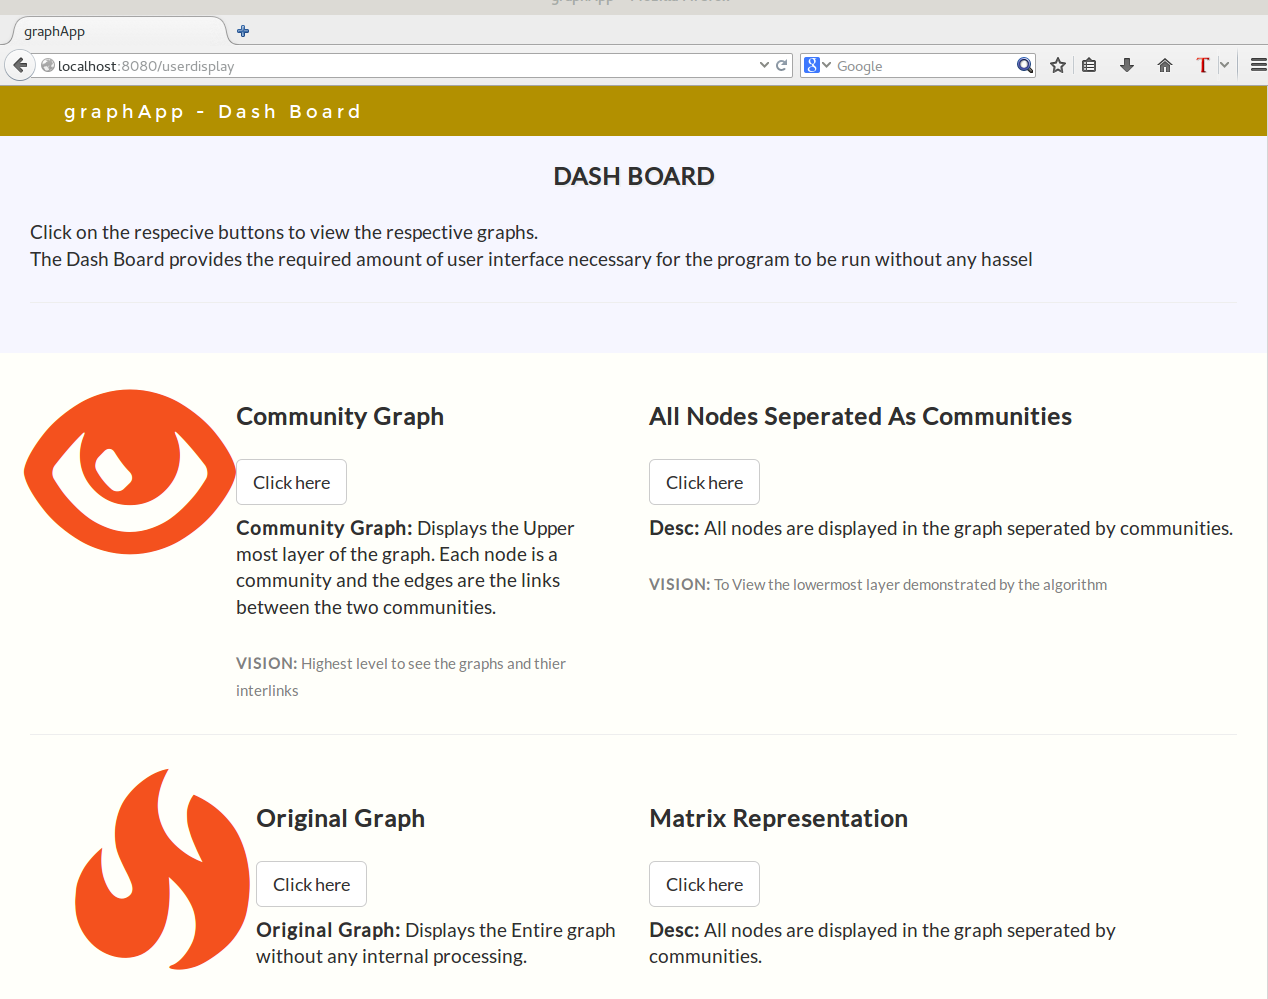 graphApp
localhost:8080/userdisplay
Google
graphApp - Dash Board
DASH BOARD
Click on the respecive buttons to view the respective graphs.
The Dash Board provides the required amount of user interface necessary for the program to be run without any hassel
Community Graph
Click here
Community Graph: Displays the Upper
most layer of the graph. Each node is a
community and the edges are the links
between the two communities.
VISION: Highest level to see the graphs and thier
interlinks
All Nodes Seperated As Communities
Click here
Desc: All nodes are displayed in the graph seperated by communities.
VISION: To View the lowermost layer demonstrated by the algorithm
Original Graph
Click here
Original Graph: Displays the Entire graph
without any internal processing.
Matrix Representation
Click here
Desc: All nodes are displayed in the graph seperated by
communities.